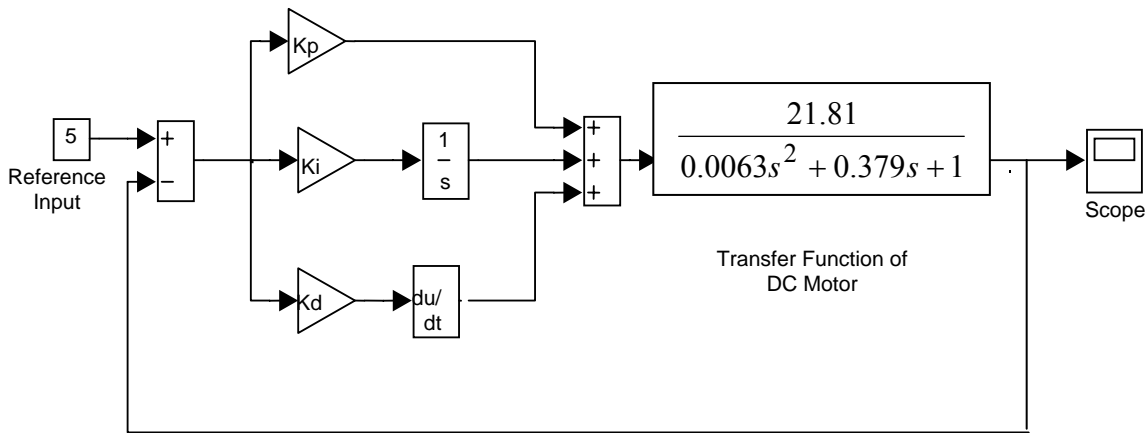 Kp
5
+
−
Reference
Input
Ki
1
s
+
+
+
21.81
0.0063s² + 0.379s + 1
Scope
Transfer Function of
DC Motor
Kd
du/
dt